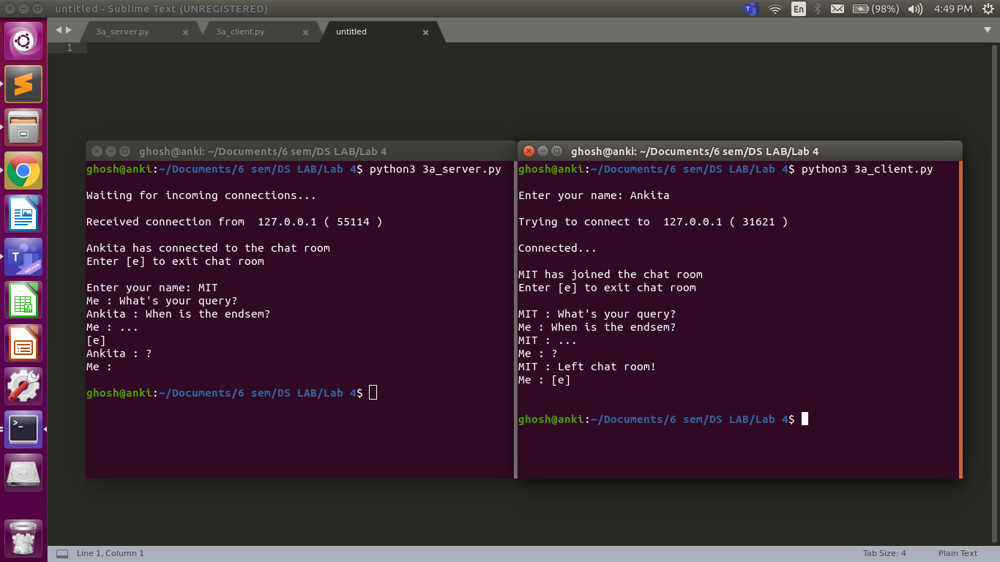 untitled - Sublime Text (UNREGISTERED)
En
(98%)
4:49 PM
3a_server.py
3a_client.py
untitled
1
ghosh@anki: ~/Documents/6 sem/DS LAB/Lab 4
ghosh@anki:~/Documents/6 sem/DS LAB/Lab 4$ python3 3a_server.py
Waiting for incoming connections...
Received connection from  127.0.0.1 ( 55114 )
Ankita has connected to the chat room
Enter [e] to exit chat room
Enter your name: MIT
Me : What's your query?
Ankita : When is the endsem?
Me : ...
[e]
Ankita : ?
Me :
ghosh@anki:~/Documents/6 sem/DS LAB/Lab 4$
ghosh@anki: ~/Documents/6 sem/DS LAB/Lab 4
ghosh@anki:~/Documents/6 sem/DS LAB/Lab 4$ python3 3a_client.py
Enter your name: Ankita
Trying to connect to  127.0.0.1 ( 31621 )
Connected...
MIT has joined the chat room
Enter [e] to exit chat room
MIT : What's your query?
Me : When is the endsem?
MIT : ...
Me : ?
MIT : Left chat room!
Me : [e]
ghosh@anki:~/Documents/6 sem/DS LAB/Lab 4$
T
PREVIEW
>_
Line 1, Column 1
Tab Size: 4
Plain Text